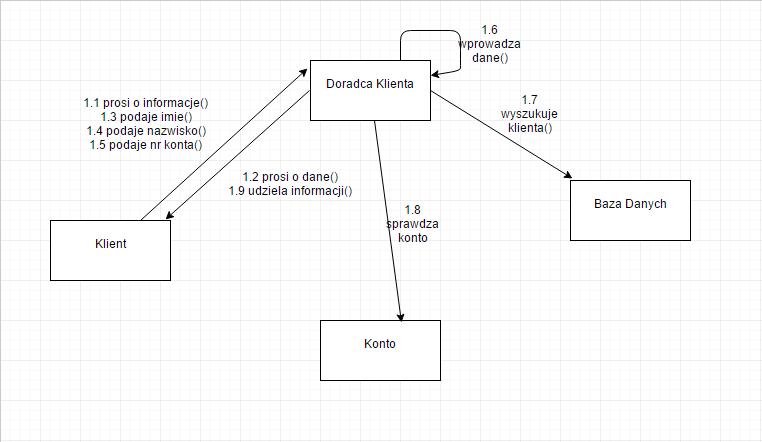 1.6
wprowadza
dane()
Doradca Klienta
1.1 prosi o informacje()
1.3 podaje imie()
1.4 podaje nazwisko()
1.5 podaje nr konta()
1.7
wyszukuje
klienta()
1.2 prosi o dane()
1.9 udziela informacji()
Baza Danych
1.8
sprawdza
konto
Klient
Konto